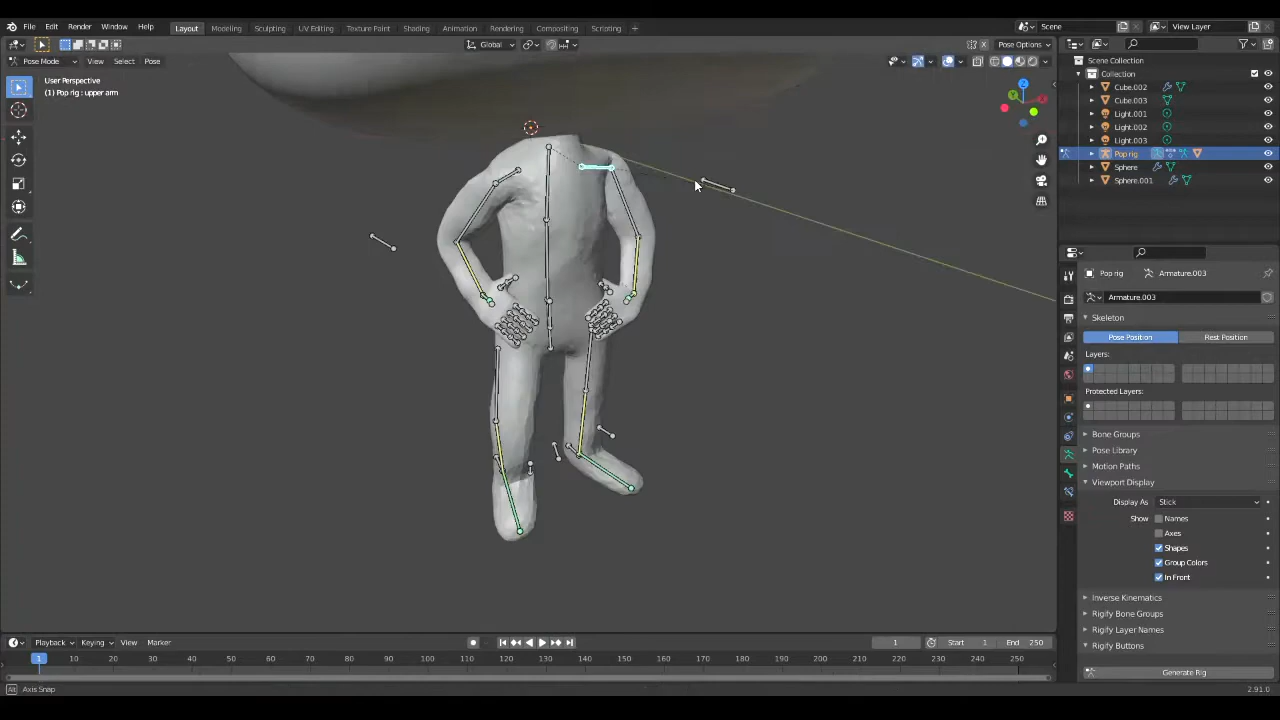 File Edit Render Window Help
Layout Modeling Sculpting UV Editing Texture Paint Shading Animation Rendering Compositing Scripting +
Scene
View Layer
Global
Pose Options
Pose Mode View Select Pose
User Perspective
(1) Pop rig : upper arm
Z
Scene Collection
Collection
Cube.002
Cube.003
Light.001
Light.002
Light.003
Pop rig
Sphere
Sphere.001
Pop rig Armature.003
Armature.003
Skeleton
Pose Position Rest Position
Layers:
Protected Layers:
Bone Groups
Pose Library
Motion Paths
Viewport Display
Display As Stick
Show Names
Axes
Shapes
Group Colors
In Front
Inverse Kinematics
Rigify Bone Groups
Rigify Layer Names
Rigify Buttons
Generate Rig
Playback Keying View Marker
1 Start 1 End 250
1 10 20 30 40 50 60 70 80 90 100 110 120 130 140 150 160 170 180 190 200 210 220 230 240 250
Alt Axis Snap
2.91.0